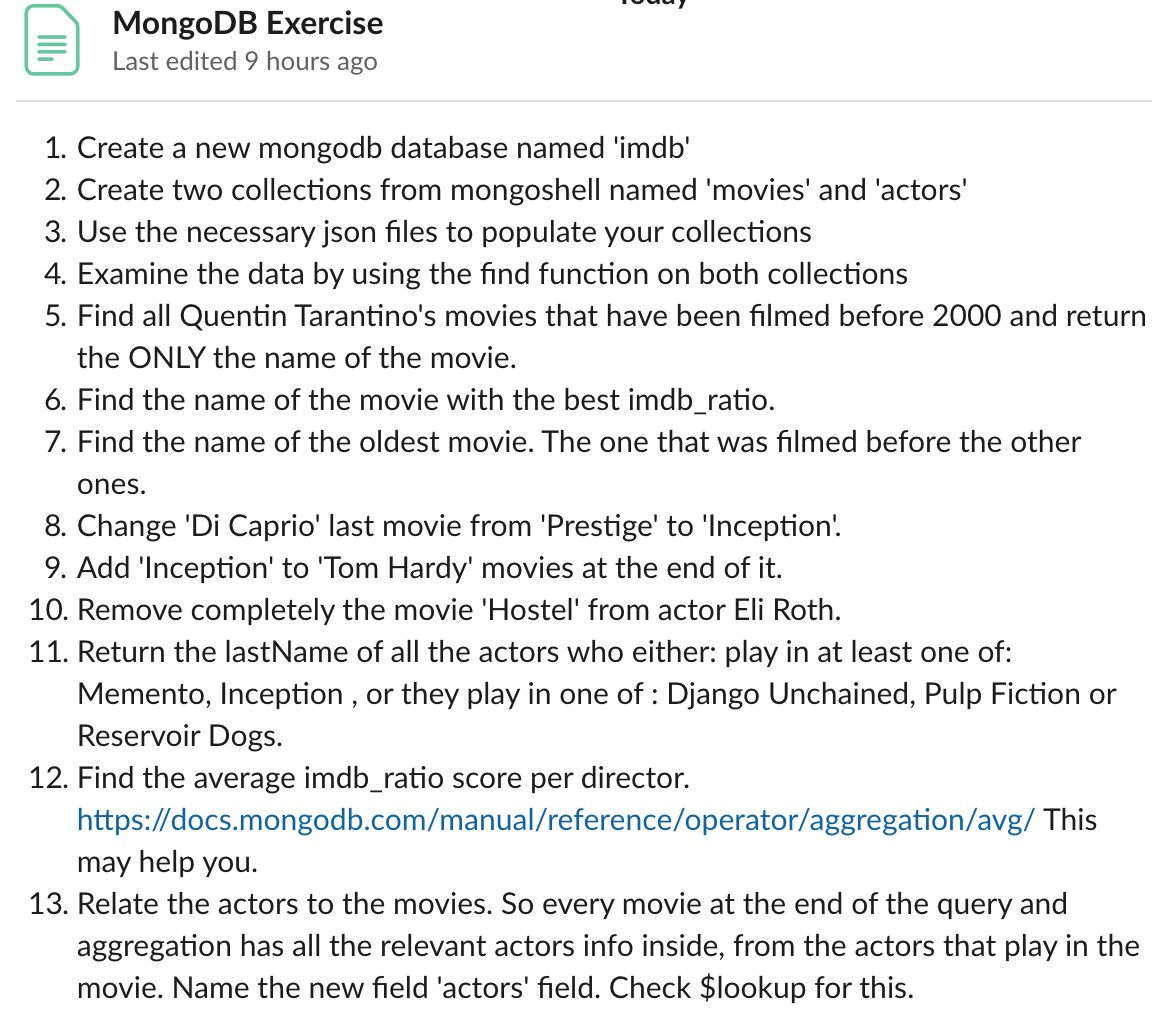 Today
MongoDB Exercise
Last edited 9 hours ago
1. Create a new mongodb database named 'imdb'
2. Create two collections from mongoshell named 'movies' and 'actors'
3. Use the necessary json files to populate your collections
4. Examine the data by using the find function on both collections
5. Find all Quentin Tarantino's movies that have been filmed before 2000 and return
the ONLY the name of the movie.
6. Find the name of the movie with the best imdb_ratio.
7. Find the name of the oldest movie. The one that was filmed before the other
ones.
8. Change 'Di Caprio' last movie from 'Prestige' to 'Inception'.
9. Add 'Inception' to 'Tom Hardy' movies at the end of it.
10. Remove completely the movie 'Hostel' from actor Eli Roth.
11. Return the lastName of all the actors who either: play in at least one of:
Memento, Inception , or they play in one of : Django Unchained, Pulp Fiction or
Reservoir Dogs.
12. Find the average imdb_ratio score per director.
https://docs.mongodb.com/manual/reference/operator/aggregation/avg/ This
may help you.
13. Relate the actors to the movies. So every movie at the end of the query and
aggregation has all the relevant actors info inside, from the actors that play in the
movie. Name the new field 'actors' field. Check $lookup for this.